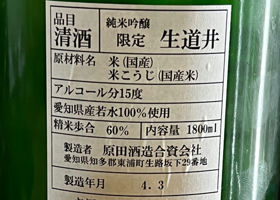 品目 純米吟醸
清酒 限定 生道井
原材料名 米(国産)
米こうじ(国産米)
アルコール分15度
愛知県産若水100%使用
精米歩合 60% 内容量 1800ml
製造者 原田酒造合資会社
愛知県知多郡東浦町生路坂下29番地
製造年月 4.3